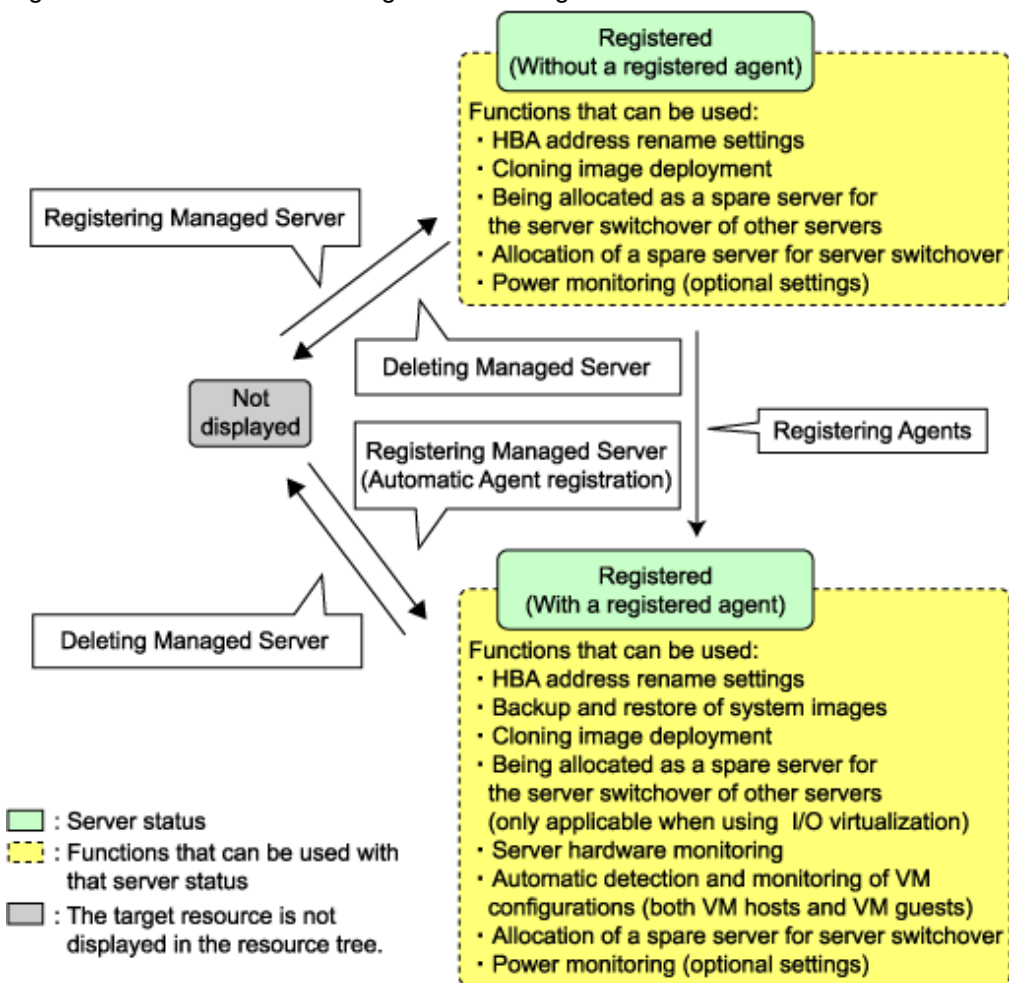 Registered
(Without a registered agent)
Functions that can be used:
・HBA address rename settings
・Cloning image deployment
・Being allocated as a spare server for
the server switchover of other servers
・Allocation of a spare server for server switchover
・Power monitoring (optional settings)
Registering Managed Server
Deleting Managed Server
Not
displayed
Registering Managed Server
(Automatic Agent registration)
Registering Agents
Deleting Managed Server
Registered
(With a registered agent)
Functions that can be used:
・HBA address rename settings
・Backup and restore of system images
・Cloning image deployment
・Being allocated as a spare server for
the server switchover of other servers
(only applicable when using I/O virtualization)
・Server hardware monitoring
・Automatic detection and monitoring of VM
configurations (both VM hosts and VM guests)
・Allocation of a spare server for server switchover
・Power monitoring (optional settings)
: Server status
: Functions that can be used with
that server status
: The target resource is not
displayed in the resource tree.